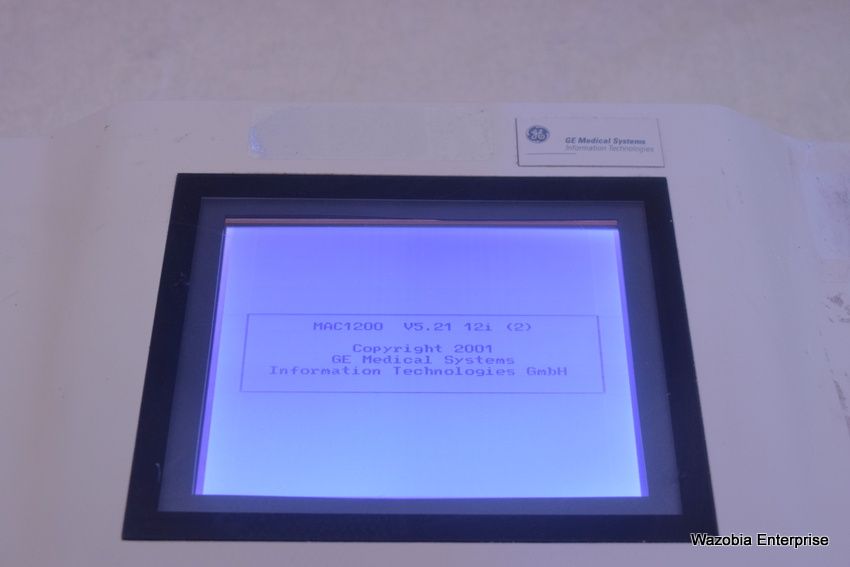 GE Medical Systems
Information Technologies
MAC1200 V5.21 12i (2)
Copyright 2001
GE Medical Systems
Information Technologies GmbH
Wazobia Enterprise